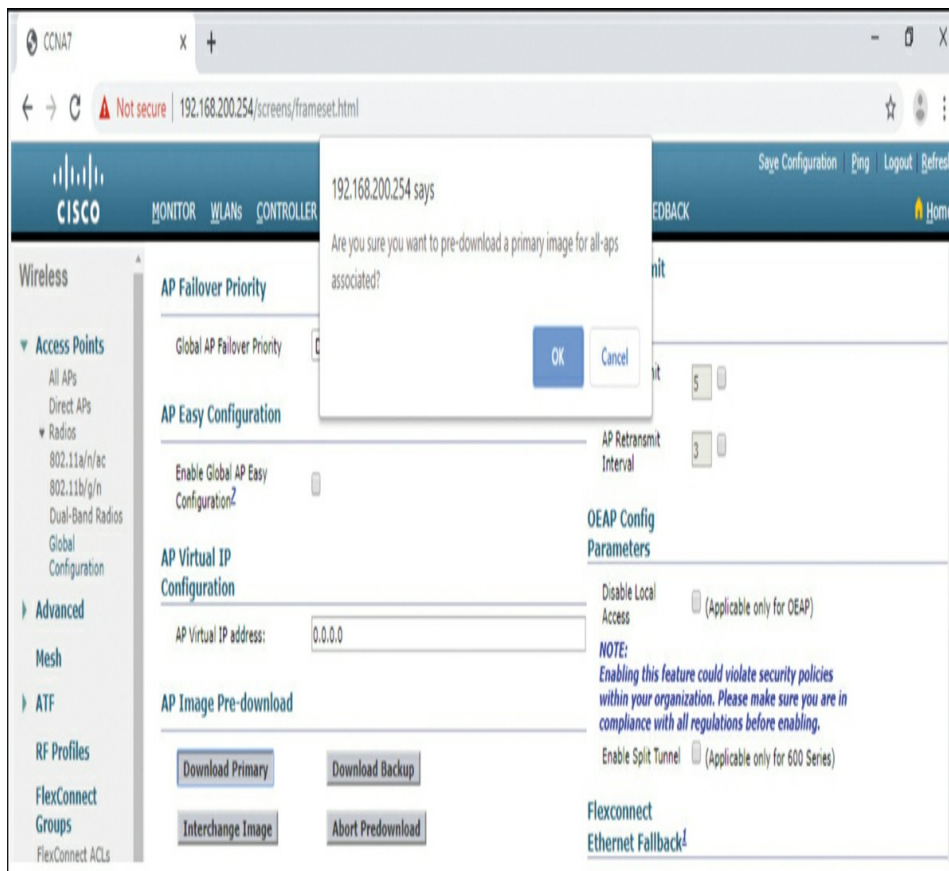 CCNA7
Not secure | 192.168.200.254/screens/frameset.html
Save Configuration Ping Logout Refresh
CISCO
MONITOR WLANs CONTROLLER
EDBACK
Home
192.168.200.254 says
Are you sure you want to pre-download a primary image for all-aps
associated?
OK Cancel
Wireless
Access Points
All APs
Direct APs
Radios
802.11a/n/ac
802.11b/g/n
Dual-Band Radios
Global
Configuration
Advanced
Mesh
ATF
RF Profiles
FlexConnect
Groups
FlexConnect ACLs
AP Failover Priority
Global AP Failover Priority
AP Easy Configuration
Enable Global AP Easy
Configuration2
AP Virtual IP
Configuration
AP Virtual IP address: 0.0.0.0
AP Image Pre-download
Download Primary Download Backup
Interchange Image Abort Predownload
mit
it 5
AP Retransmit
Interval 3
OEAP Config
Parameters
Disable Local
Access (Applicable only for OEAP)
NOTE:
Enabling this feature could violate security policies
within your organization. Please make sure you are in
compliance with all regulations before enabling.
Enable Split Tunnel (Applicable only for 600 Series)
Flexconnect
Ethernet Fallback1